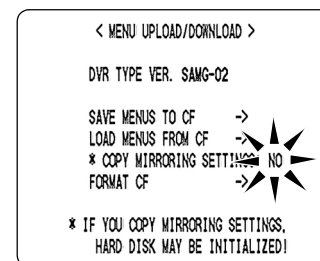 < MENU UPLOAD/DOWNLOAD >
DVR TYPE VER. SAMG-02
SAVE MENUS TO CF ->
LOAD MENUS FROM CF ->
* COPY MIRRORING SETTINGS NO
FORMAT CF ->
* IF YOU COPY MIRRORING SETTINGS,
HARD DISK MAY BE INITIALIZED!